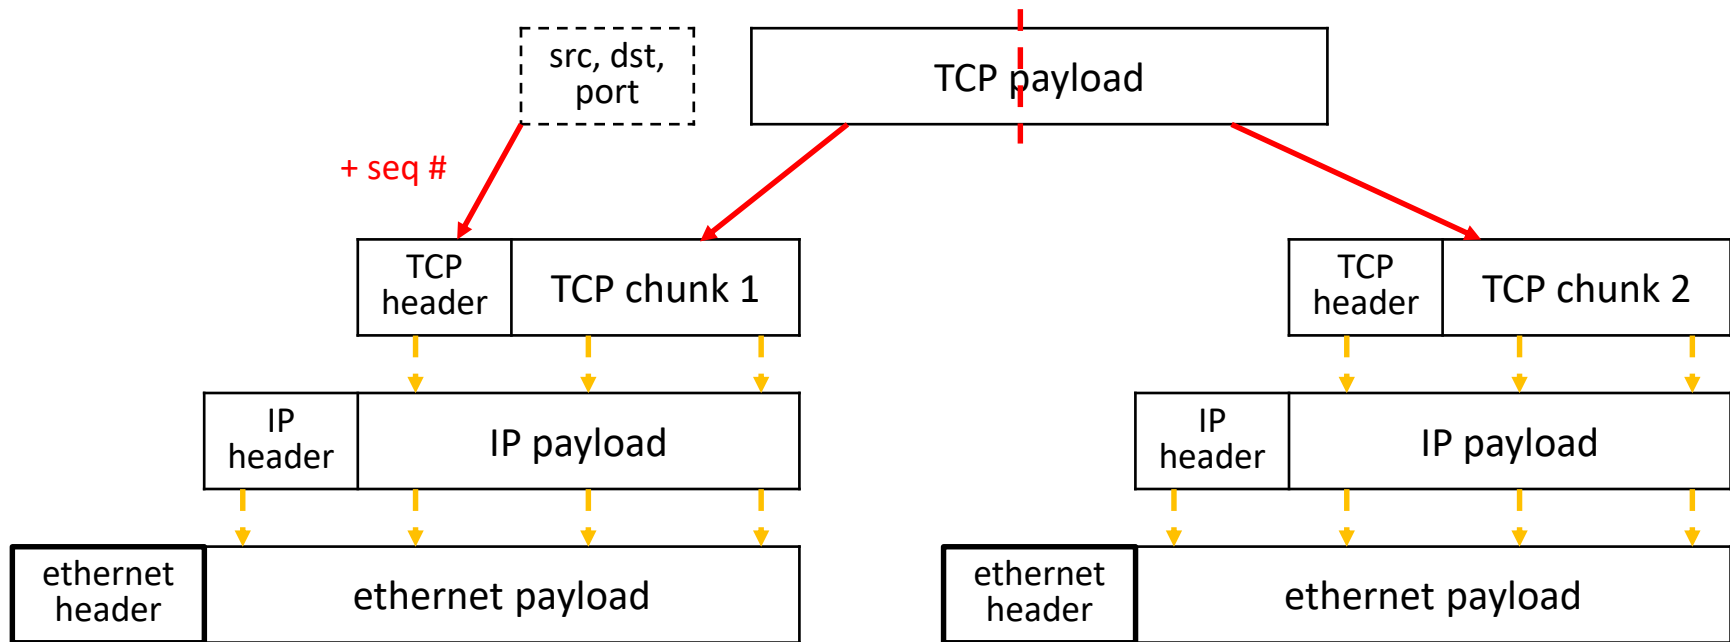 src, dst,
port
TCP payload
+ seq #
TCP
header
TCP chunk 1
TCP
header
TCP chunk 2
IP
header
IP payload
IP
header
IP payload
ethernet
header
ethernet payload
ethernet
header
ethernet payload